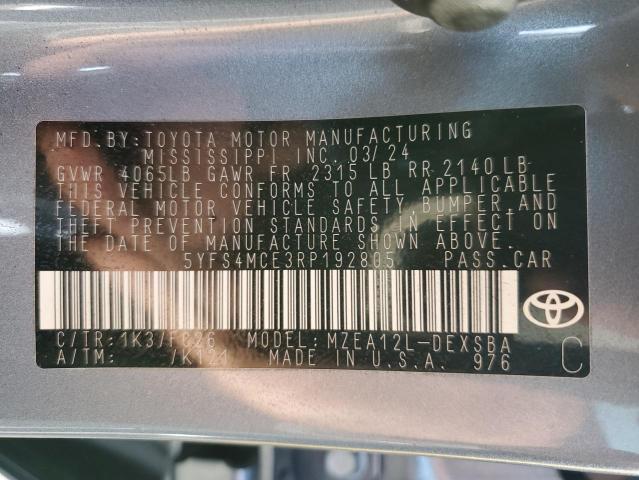 MFD.BY: TOYOTA MOTOR MANUFACTURING
MISSISSIPPI INC. 03/24
GVWR 4065LB GAWR FR 2315 LB RR 2140 LB
THIS VEHICLE CONFORMS TO ALL APPLICABLE
FEDERAL MOTOR VEHICLE SAFETY, BUMPER, AND
THEFT PREVENTION STANDARDS IN EFFECT ON
THE DATE OF MANUFACTURE SHOWN ABOVE.
5YFS4MCE3RP192805 PASS.CAR
C/TR: MODEL: MZEA12L-DEXSBA
A/TM: /K121 MADE IN U.S.A. 976
C